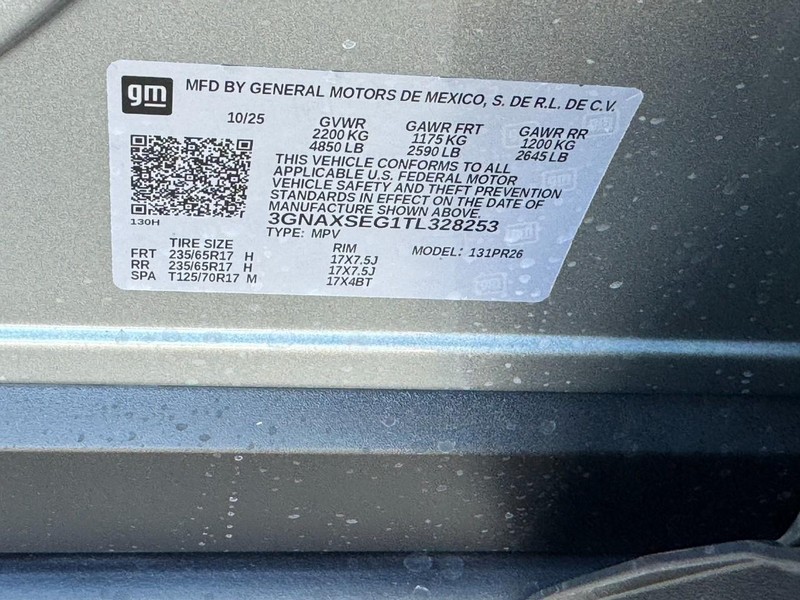 gm
MFD BY GENERAL MOTORS DE MEXICO, S. DE R.L. DE C.V.
10/25 GVWR GAWR FRT GAWR RR
2200 KG 1175 KG 1200 KG
4850 LB 2590 LB 2645 LB
THIS VEHICLE CONFORMS TO ALL
APPLICABLE U.S. FEDERAL MOTOR
VEHICLE SAFETY AND THEFT PREVENTION
STANDARDS IN EFFECT ON THE DATE OF
MANUFACTURE SHOWN ABOVE.
130H
3GNAXSEG1TL328253
TYPE: MPV MODEL: 131PR26
TIRE SIZE RIM
FRT 235/65R17 H 17X7.5J
RR 235/65R17 H 17X7.5J
SPA T125/70R17 M 17X4BT